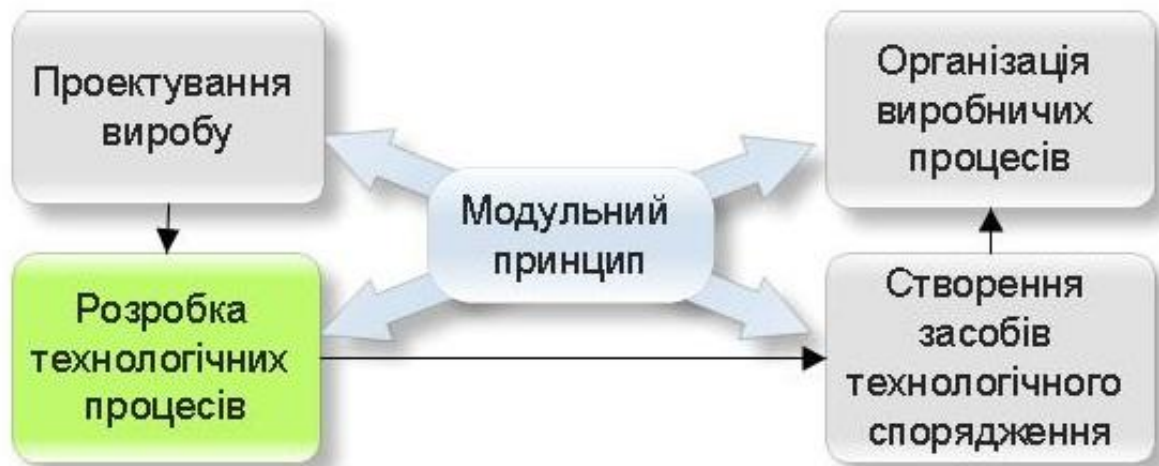 Проектування
виробу
Організація
виробничих
процесів
Модульний
принцип
Розробка
технологічних
процесів
Створення
засобів
технологічного
спорядження